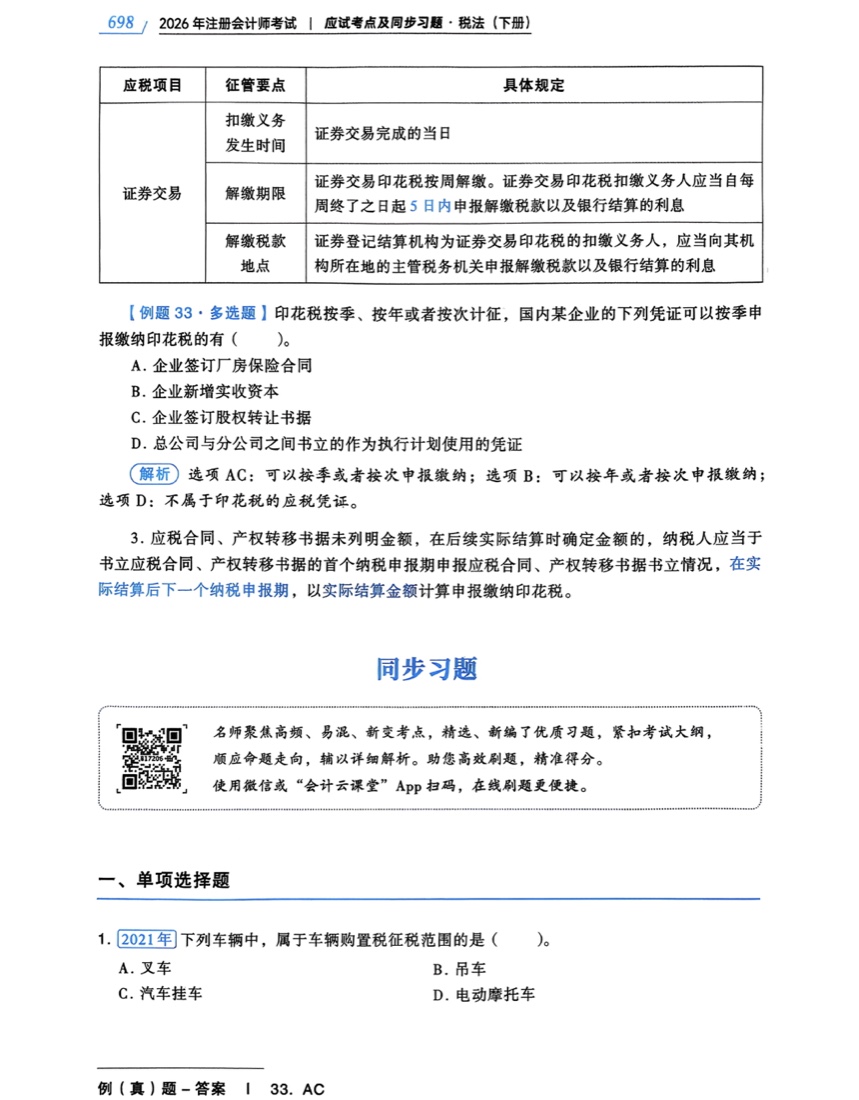 698 / 2026 年注册会计师考试 | 应试考点及同步习题·税法（下册）
应税项目 征管要点 具体规定
证券交易
扣缴义务
发生时间
证券交易完成的当日
解缴期限
证券交易印花税按周解缴。证券交易印花税扣缴义务人应当自每
周终了之日起 5 日内申报解缴税款以及银行结算的利息
解缴税款
地点
证券登记结算机构为证券交易印花税的扣缴义务人，应当向其机
构所在地的主管税务机关申报解缴税款以及银行结算的利息
【例题 33·多选题】印花税按季、按年或者按次计征，国内某企业的下列凭证可以按季申
报缴纳印花税的有（　　）。
A. 企业签订厂房保险合同
B. 企业新增实收资本
C. 企业签订股权转让书据
D. 总公司与分公司之间书立的作为执行计划使用的凭证
解析 选项 AC：可以按季或者按次申报缴纳；选项 B：可以按年或者按次申报缴纳；
选项 D：不属于印花税的应税凭证。
3. 应税合同、产权转移书据未列明金额，在后续实际结算时确定金额的，纳税人应当于
书立应税合同、产权转移书据的首个纳税申报期申报应税合同、产权转移书据书立情况，在实
际结算后下一个纳税申报期，以实际结算金额计算申报缴纳印花税。
同步习题
名师聚焦高频、易混、新变考点，精选、新编了优质习题，紧扣考试大纲，
顺应命题走向，辅以详细解析。助您高效刷题，精准得分。
使用微信或“会计云课堂”App 扫码，在线刷题更便捷。
817206
一、单项选择题
1. 2021年 下列车辆中，属于车辆购置税征税范围的是（　　）。
A. 叉车 B. 吊车
C. 汽车挂车 D. 电动摩托车
例（真）题－答案 | 33. AC